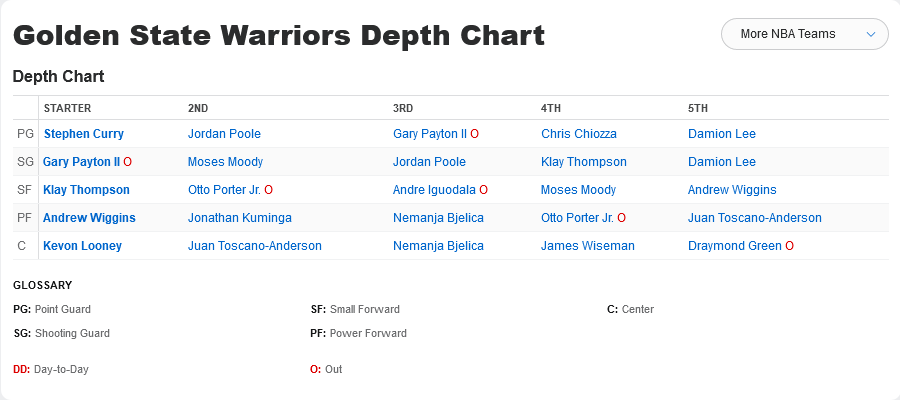 Golden State Warriors Depth Chart
More NBA Teams
Depth Chart
STARTER 2ND 3RD 4TH 5TH
PG Stephen Curry Jordan Poole Gary Payton II O Chris Chiozza Damion Lee
SG Gary Payton II O Moses Moody Jordan Poole Klay Thompson Damion Lee
SF Klay Thompson Otto Porter Jr. O Andre Iguodala O Moses Moody Andrew Wiggins
PF Andrew Wiggins Jonathan Kuminga Nemanja Bjelica Otto Porter Jr. O Juan Toscano-Anderson
C Kevon Looney Juan Toscano-Anderson Nemanja Bjelica James Wiseman Draymond Green O
GLOSSARY
PG: Point Guard SF: Small Forward C: Center
SG: Shooting Guard PF: Power Forward
DD: Day-to-Day O: Out